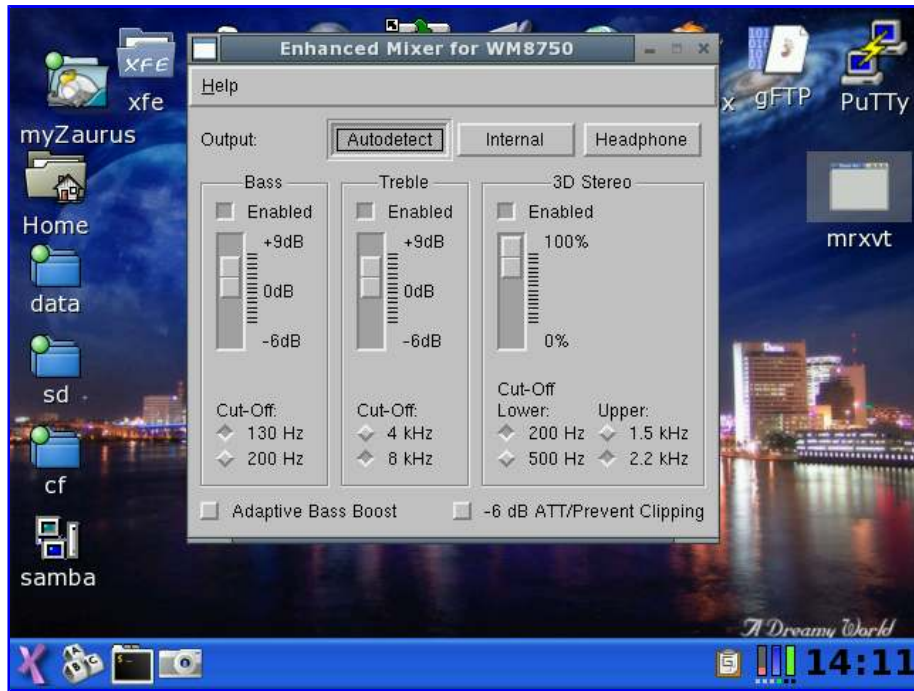 Enhanced Mixer for WM8750
Help
Output:
Autodetect
Internal
Headphone
Bass
Enabled
+9dB
0dB
-6dB
Cut-Off:
130 Hz
200 Hz
Treble
Enabled
+9dB
0dB
-6dB
Cut-Off:
4 kHz
8 kHz
3D Stereo
Enabled
100%
0%
Cut-Off
Lower:
Upper:
200 Hz
1.5 kHz
500 Hz
2.2 kHz
Adaptive Bass Boost
-6 dB ATT/Prevent Clipping
XFE
xfe
myZaurus
Home
data
sd
cf
samba
x
gFTP
PuTTy
mrxvt
A Dreamy World
A
B
C
14:11